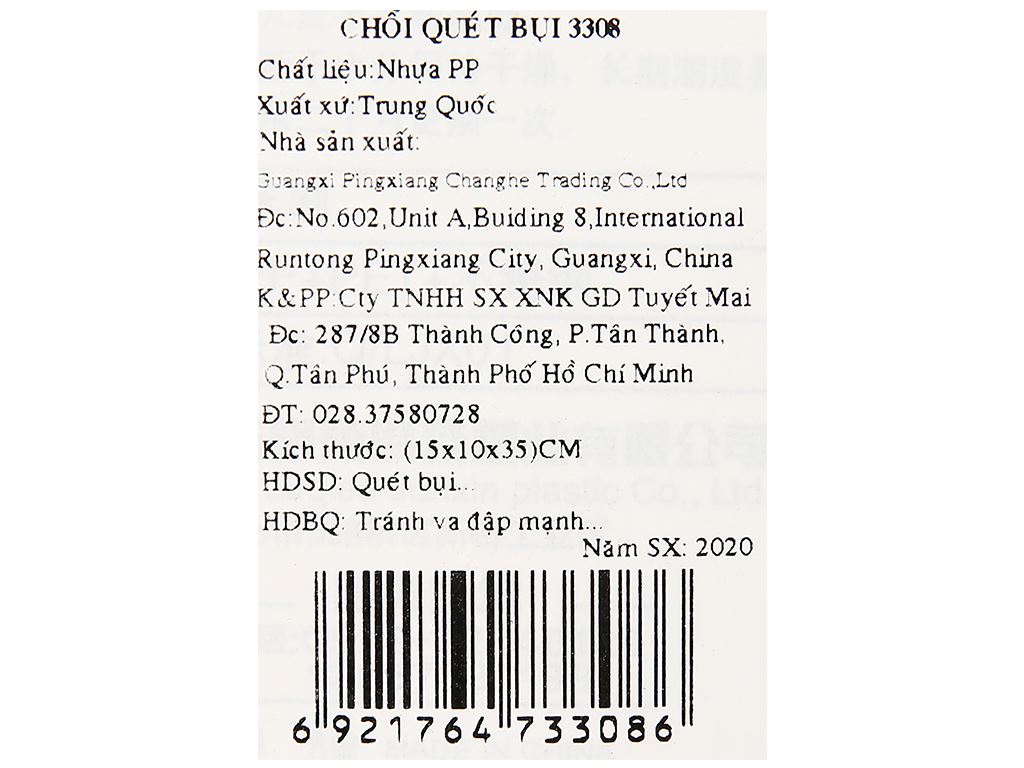 CHỔI QUÉT BỤI 3308
Chất liệu:Nhựa PP
Xuất xứ:Trung Quốc
Nhà sản xuất:
Guangxi Pingxiang Changhe Trading Co.,Ltd
Đc:No.602,Unit A,Buiding 8,International
Runtong Pingxiang City, Guangxi, China
K&PP:Cty TNHH SX XNK GD Tuyết Mai
Đc: 287/8B Thành Công, P.Tân Thành,
Q.Tân Phú, Thành Phố Hồ Chí Minh
ĐT: 028.37580728
Kích thước: (15x10x35)CM
HDSD: Quét bụi...
HDBQ: Tránh va đập mạnh...
Năm SX: 2020
6 921764 733086